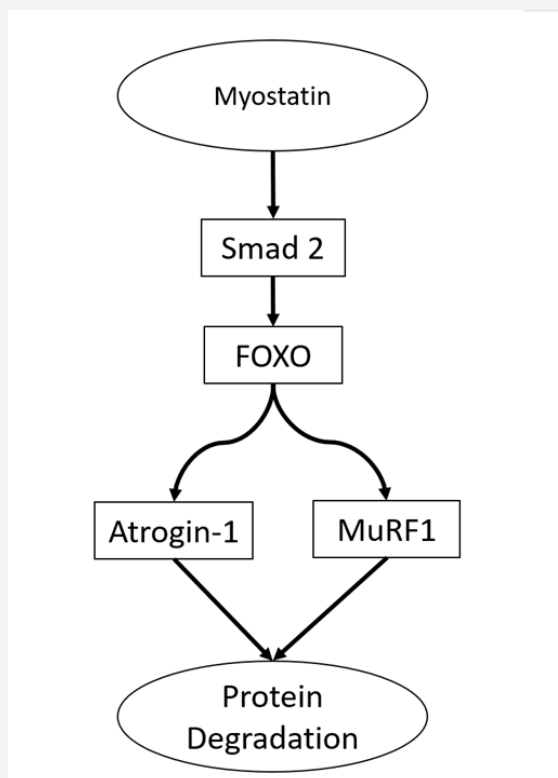 Myostatin
Smad 2
FOXO
Atrogin-1
MuRF1
Protein
Degradation